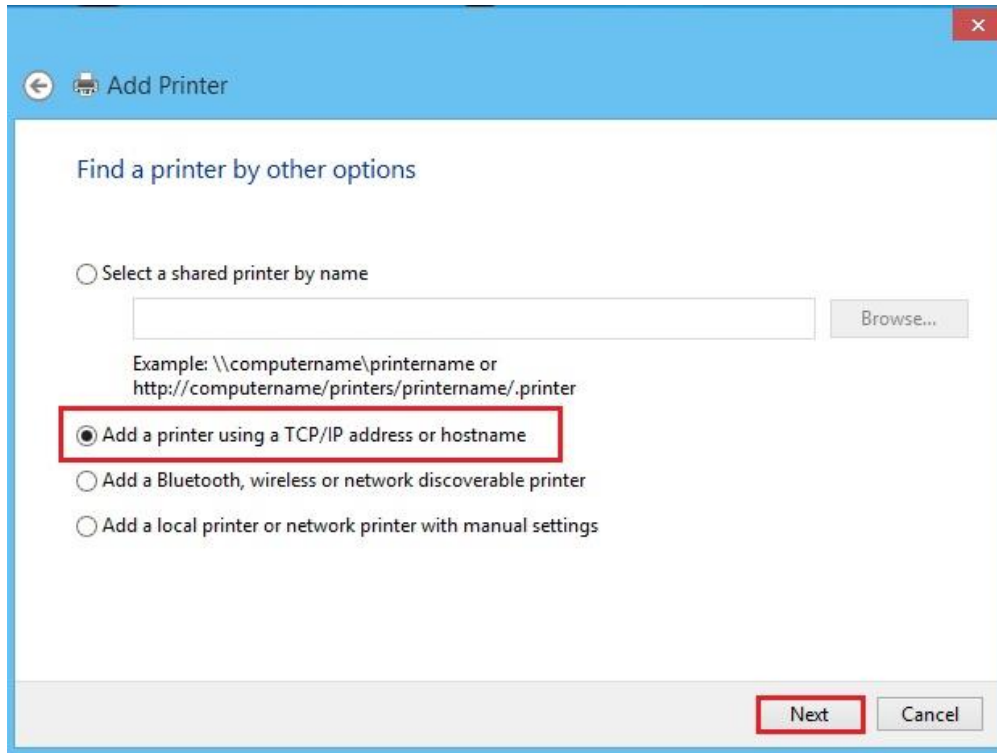 Add Printer
Find a printer by other options
Select a shared printer by name
Browse...
Example: \\computername\printername or
http://computername/printers/printername/.printer
Add a printer using a TCP/IP address or hostname
Add a Bluetooth, wireless or network discoverable printer
Add a local printer or network printer with manual settings
Next Cancel